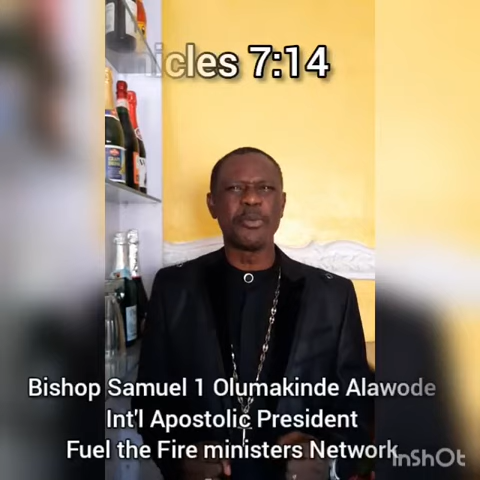 icles 7:14
Bishop Samuel 1 Olumakinde Alawode
Int'l Apostolic President
Fuel the Fire ministers Network
InShOt